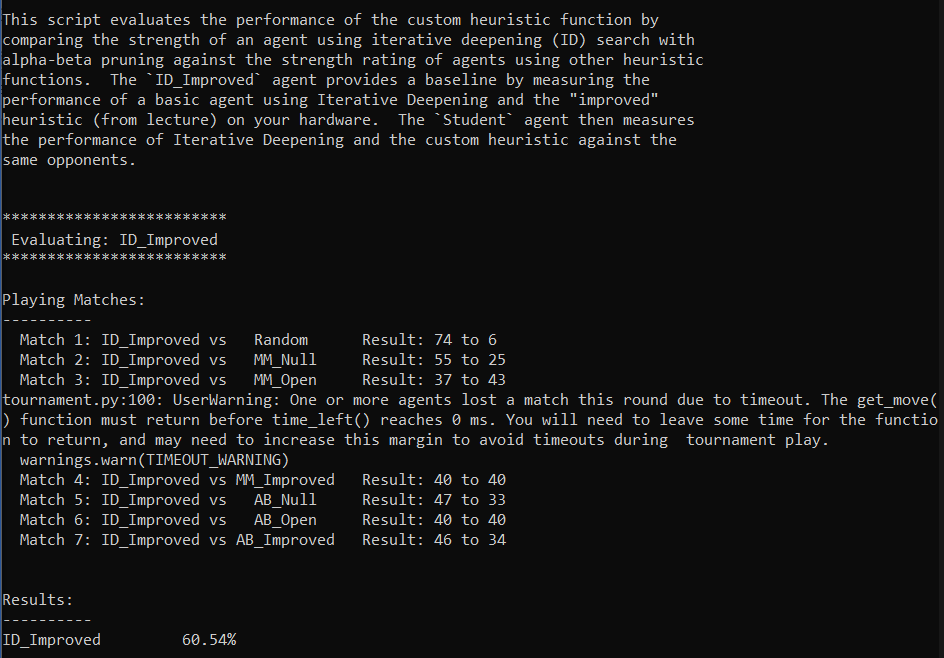 This script evaluates the performance of the custom heuristic function by
comparing the strength of an agent using iterative deepening (ID) search with
alpha-beta pruning against the strength rating of agents using other heuristic
functions.  The `ID_Improved` agent provides a baseline by measuring the
performance of a basic agent using Iterative Deepening and the "improved"
heuristic (from lecture) on your hardware.  The `Student` agent then measures
the performance of Iterative Deepening and the custom heuristic against the
same opponents.
*************************
 Evaluating: ID_Improved
*************************
Playing Matches:
----------
  Match 1: ID_Improved vs   Random      Result: 74 to 6
  Match 2: ID_Improved vs   MM_Null     Result: 55 to 25
  Match 3: ID_Improved vs   MM_Open     Result: 37 to 43
tournament.py:100: UserWarning: One or more agents lost a match this round due to timeout. The get_move(
) function must return before time_left() reaches 0 ms. You will need to leave some time for the functio
n to return, and may need to increase this margin to avoid timeouts during  tournament play.
  warnings.warn(TIMEOUT_WARNING)
  Match 4: ID_Improved vs MM_Improved   Result: 40 to 40
  Match 5: ID_Improved vs   AB_Null     Result: 47 to 33
  Match 6: ID_Improved vs   AB_Open     Result: 40 to 40
  Match 7: ID_Improved vs AB_Improved   Result: 46 to 34
Results:
----------
ID_Improved         60.54%